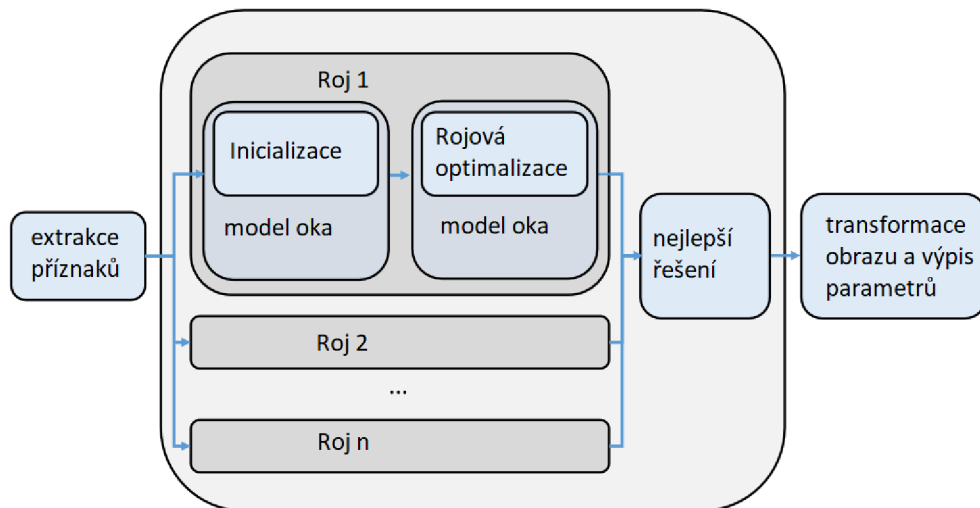 Roj 1
Inicializace
model oka
Rojová
optimalizace
model oka
extrakce
příznaků
nejlepší
řešení
transformace
obrazu a výpis
parametrů
Roj 2
...
Roj n